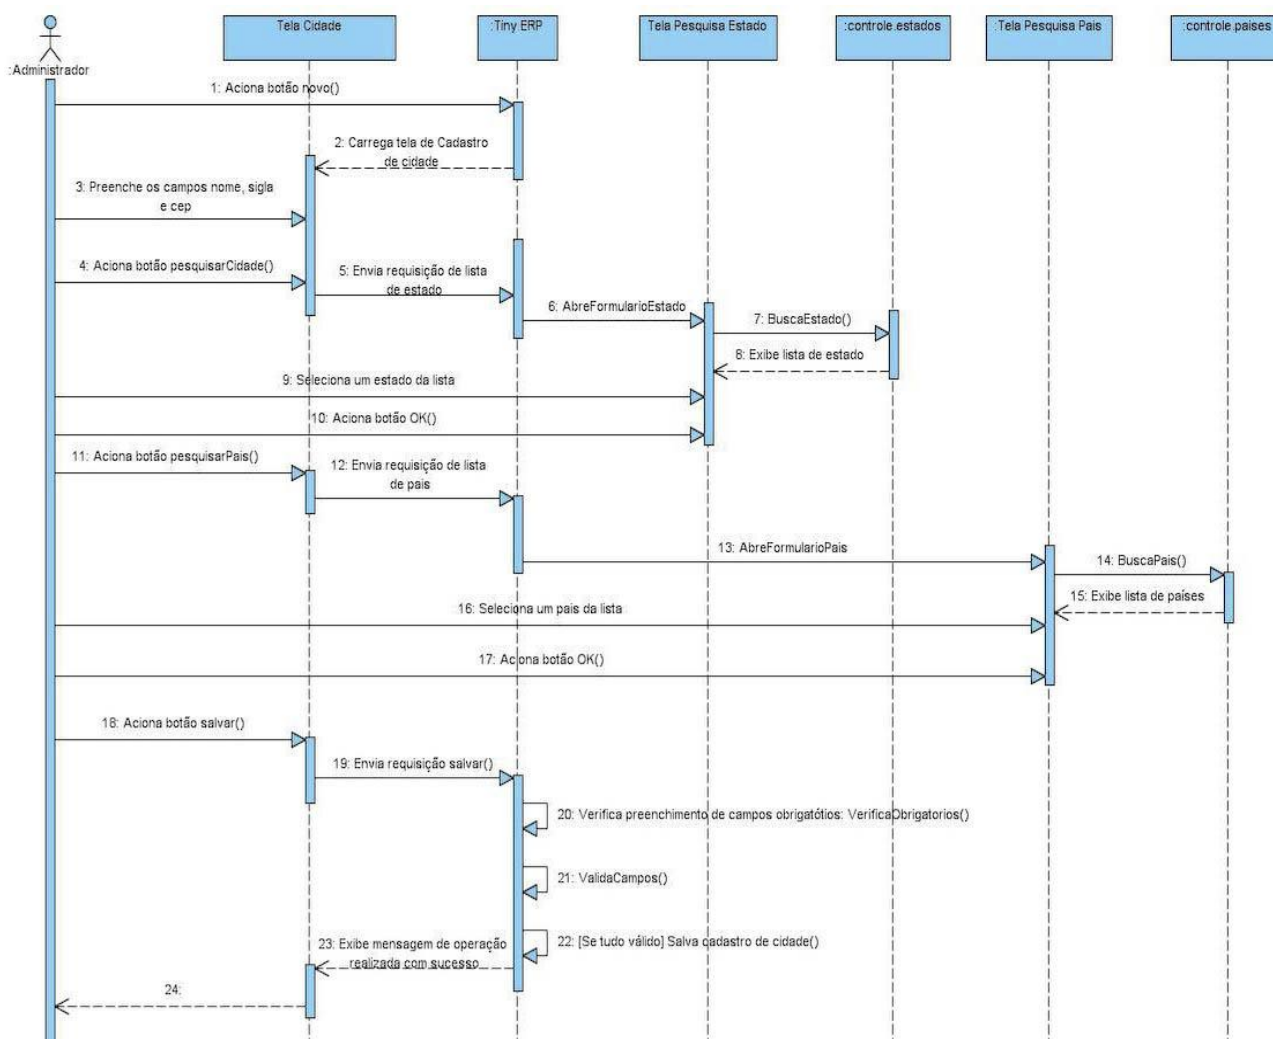 Tela Cidade
:Tiny ERP
Tela Pesquisa Estado
:controle.estados
:Tela Pesquisa Pais
:controle.paises
:Administrador
1: Aciona botão novo()
2: Carrega tela de Cadastro
de cidade
3: Preenche os campos nome, sigla
e cep
4: Aciona botão pesquisarCidade()
5: Envia requisição de lista
de estado
6: AbreFormularioEstado
7: BuscaEstado()
8: Exibe lista de estado
9: Seleciona um estado da lista
10: Aciona botão OK()
11: Aciona botão pesquisarPais()
12: Envia requisição de lista
de pais
13: AbreFormularioPais
14: BuscaPais()
15: Exibe lista de países
16: Seleciona um pais da lista
17: Aciona botão OK()
18: Aciona botão salvar()
19: Envia requisição salvar()
20: Verifica preenchimento de campos obrigatótios: VerificaObrigatorios()
21: ValidaCampos()
22: [Se tudo válido] Salva cadastro de cidade()
23: Exibe mensagem de operação
realizada com sucesso
24: